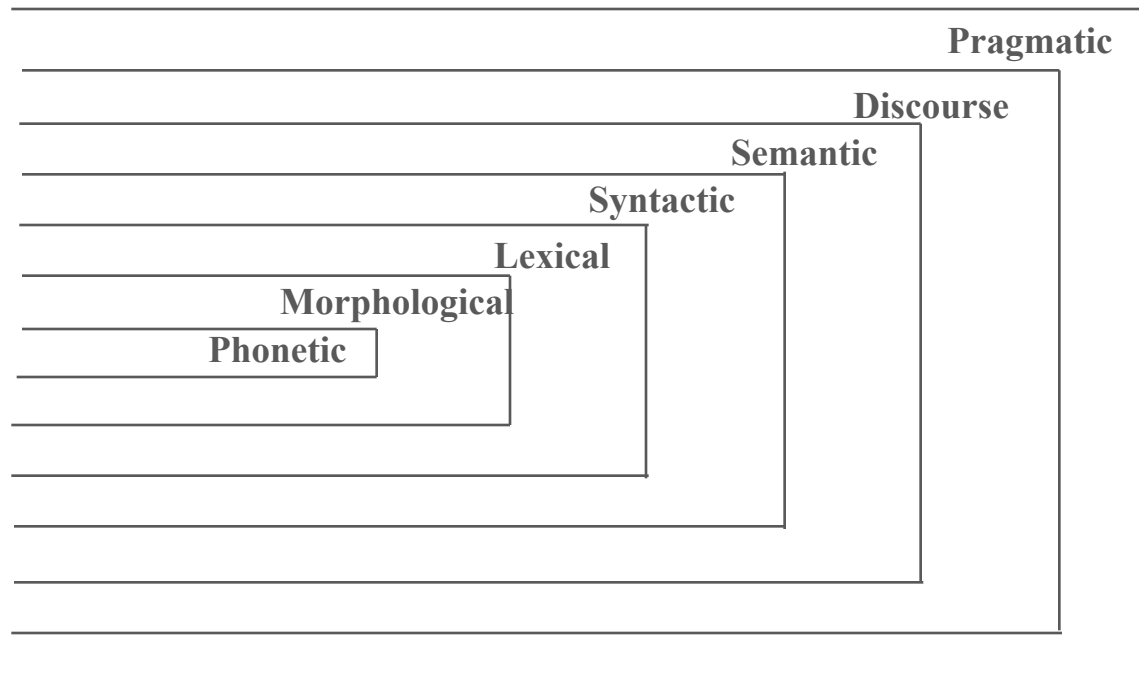 Pragmatic
Discourse
Semantic
Syntactic
Lexical
Morphological
Phonetic